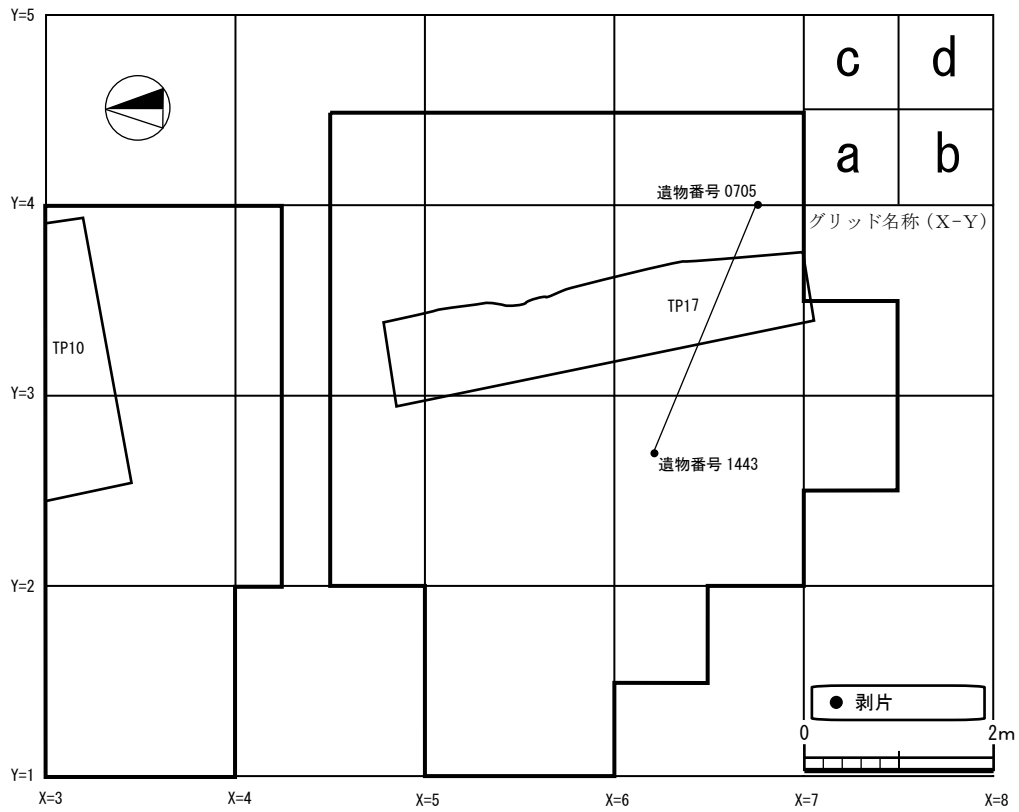 Y=5
c d
a b
遺物番号 0705
Y=4
グリッド名称 (X-Y)
TP17
TP10
Y=3
遺物番号 1443
Y=2
● 剥片
0 2m
Y=1
X=3 X=4 X=5 X=6 X=7 X=8